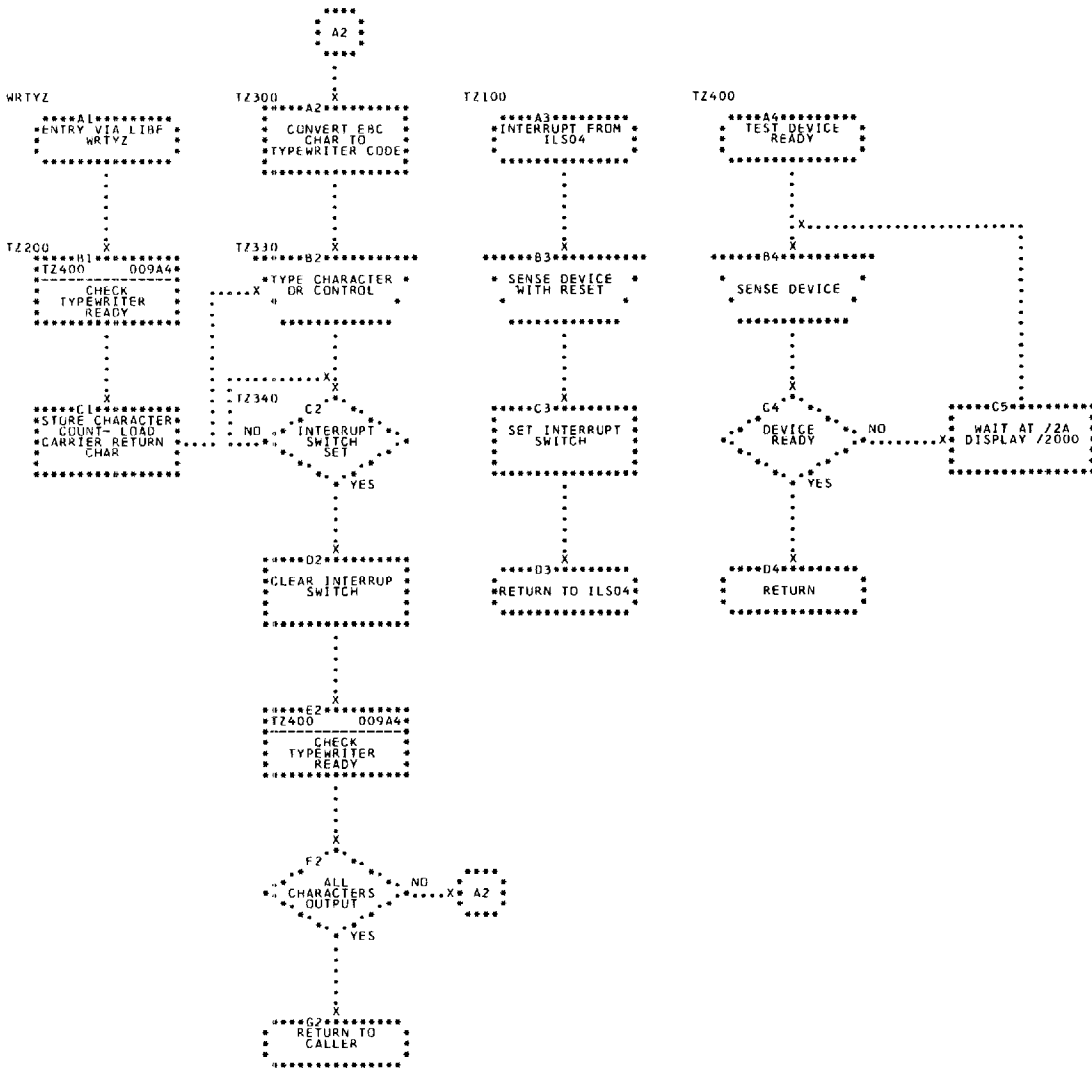 A2
WRTYZ
A1
ENTRY VIA LIBF
WRTYZ
TZ200
B1
TZ400 009A4
CHECK
TYPEWRITER
READY
C1
STORE CHARACTER
COUNT- LOAD
CARRIER RETURN
CHAR
TZ300
A2
CONVERT EBC
CHAR TO
TYPEWRITER CODE
TZ330
B2
TYPE CHARACTER
OR CONTROL
TZ340
C2
NO
INTERRUPT
SWITCH
SET
YES
D2
CLEAR INTERRUP
SWITCH
E2
TZ400 009A4
CHECK
TYPEWRITER
READY
F2
ALL
CHARACTERS
OUTPUT
NO
A2
YES
G2
RETURN TO
CALLER
TZ100
A3
INTERRUPT FROM
ILS04
B3
SENSE DEVICE
WITH RESET
C3
SET INTERRUPT
SWITCH
D3
RETURN TO ILS04
TZ400
A4
TEST DEVICE
READY
B4
SENSE DEVICE
C4
DEVICE
READY
NO
YES
C5
WAIT AT /2A
DISPLAY /2000
D4
RETURN